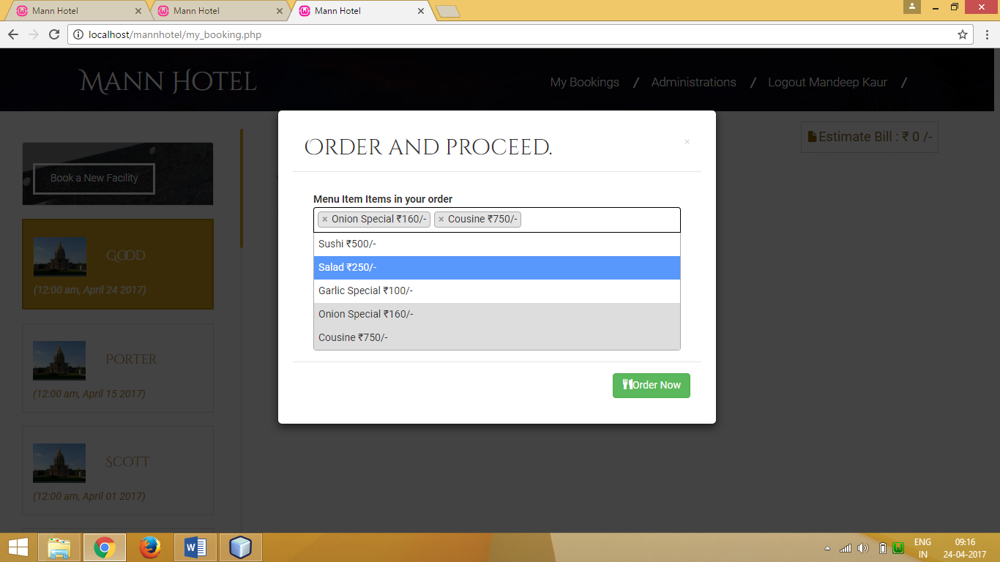 Mann Hotel
Mann Hotel
Mann Hotel
localhost/mannhotel/my_booking.php
Mann Hotel
My Bookings / Administrations / Logout Mandeep Kaur /
Estimate Bill : ₹ 0 /-
Book a New Facility
Good
(12:00 am, April 24 2017)
Porter
(12:00 am, April 15 2017)
Scott
(12:00 am, April 01 2017)
Order and Proceed.
×
Menu Item Items in your order
× Onion Special ₹160/- × Cousine ₹750/-
Sushi ₹500/-
Salad ₹250/-
Garlic Special ₹100/-
Onion Special ₹160/-
Cousine ₹750/-
Order Now
ENG
IN
09:16
24-04-2017